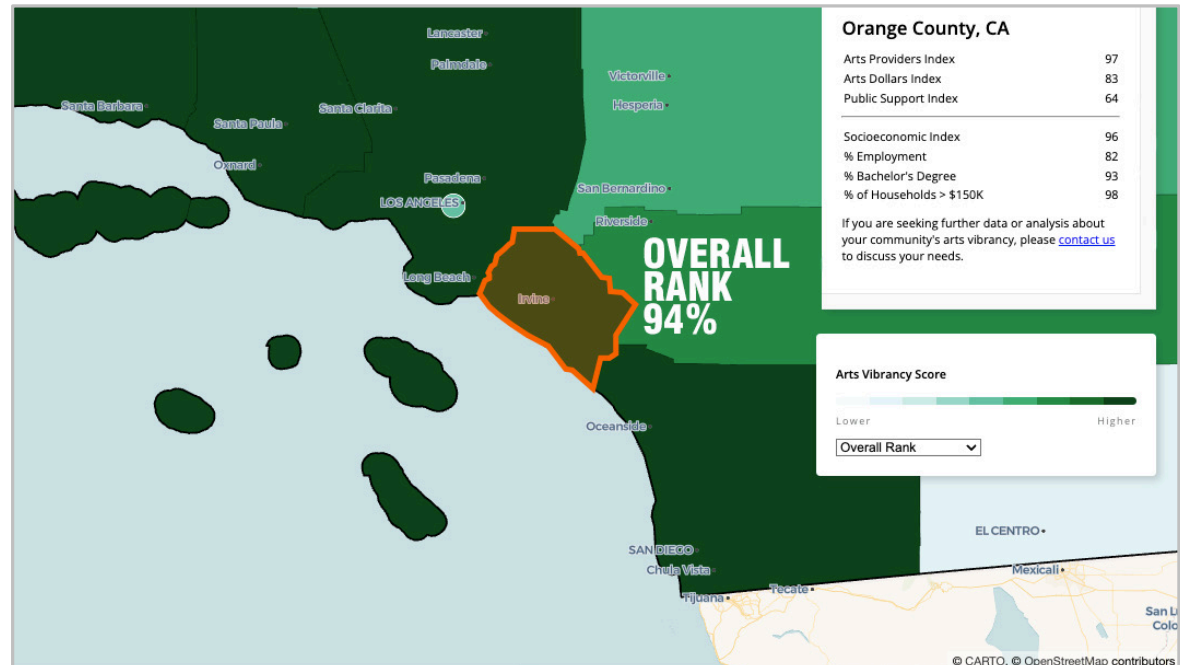 Lancaster
Palmdale
Victorville
Hesperia
Santa Barbara
Santa Clarita
Santa Paula
Oxnard
Pasadena
San Bernardino
LOS ANGELES
Riverside
Long Beach
Irvine
OVERALL
RANK
94%
Oceanside
SAN DIEGO
Chula Vista
Tijuana
Tecate
EL CENTRO
Mexicali
San Lu
Colo
Orange County, CA
Arts Providers Index 97
Arts Dollars Index 83
Public Support Index 64
Socioeconomic Index 96
% Employment 82
% Bachelor's Degree 93
% of Households > $150K 98
If you are seeking further data or analysis about
your community's arts vibrancy, please contact us
to discuss your needs.
Arts Vibrancy Score
Lower Higher
Overall Rank
© CARTO, © OpenStreetMap contributors